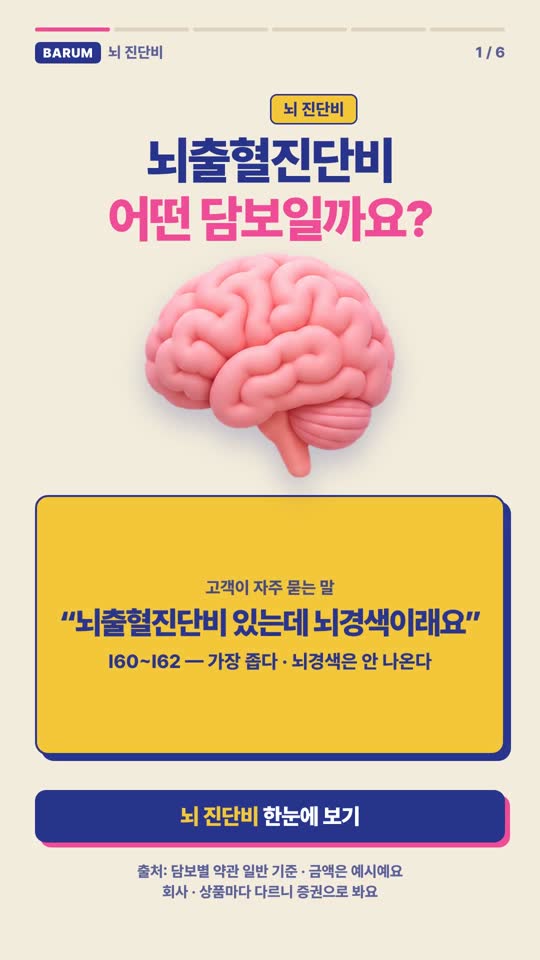 BARUM 뇌 진단비 1 / 6
뇌 진단비
뇌출혈진단비
어떤 담보일까요?
고객이 자주 묻는 말
“뇌출혈진단비 있는데 뇌경색이래요”
I60~I62 — 가장 좁다 · 뇌경색은 안 나온다
뇌 진단비 한눈에 보기
출처: 담보별 약관 일반 기준 · 금액은 예시예요
회사 · 상품마다 다르니 증권으로 봐요